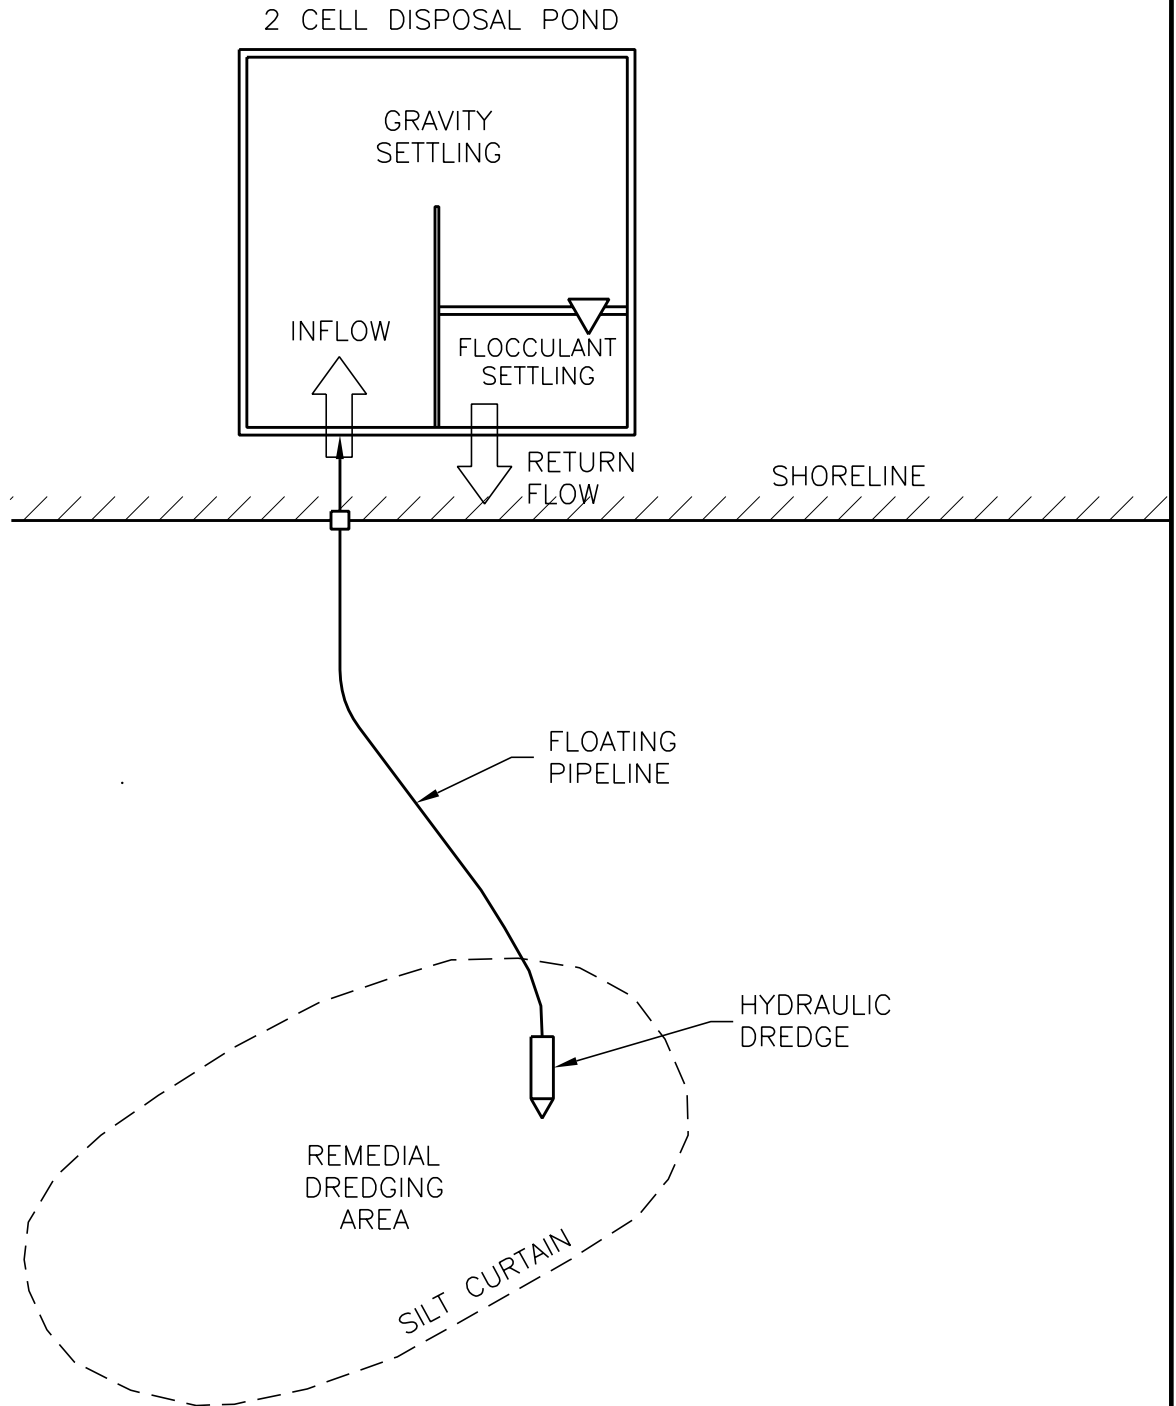 2 CELL DISPOSAL POND
GRAVITY
SETTLING
INFLOW
FLOCCULANT
SETTLING
RETURN
FLOW
SHORELINE
FLOATING
PIPELINE
HYDRAULIC
DREDGE
REMEDIAL
DREDGING
AREA
SILT CURTAIN